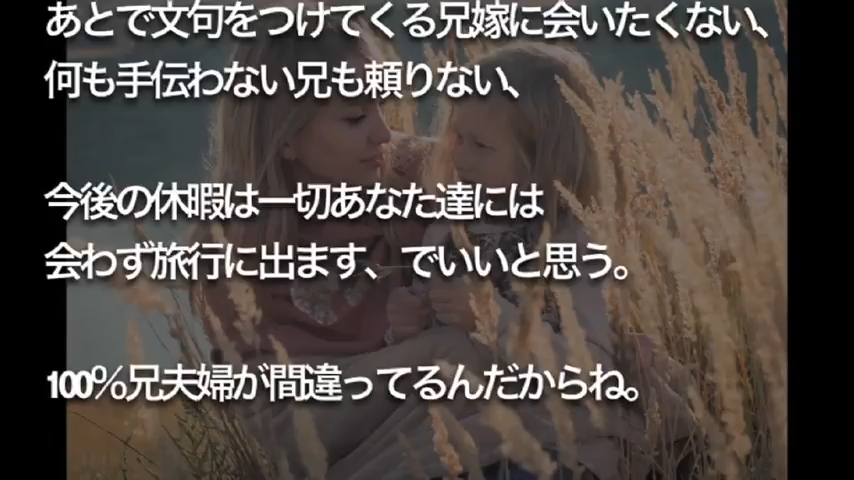 あとで文句をつけてくる兄嫁に会いたくない、
何も手伝わない兄も頼りない、
今後の休暇は一切あなた達には
会わず旅行に出ます、でいいと思う。
100%兄夫婦が間違ってるんだからね。